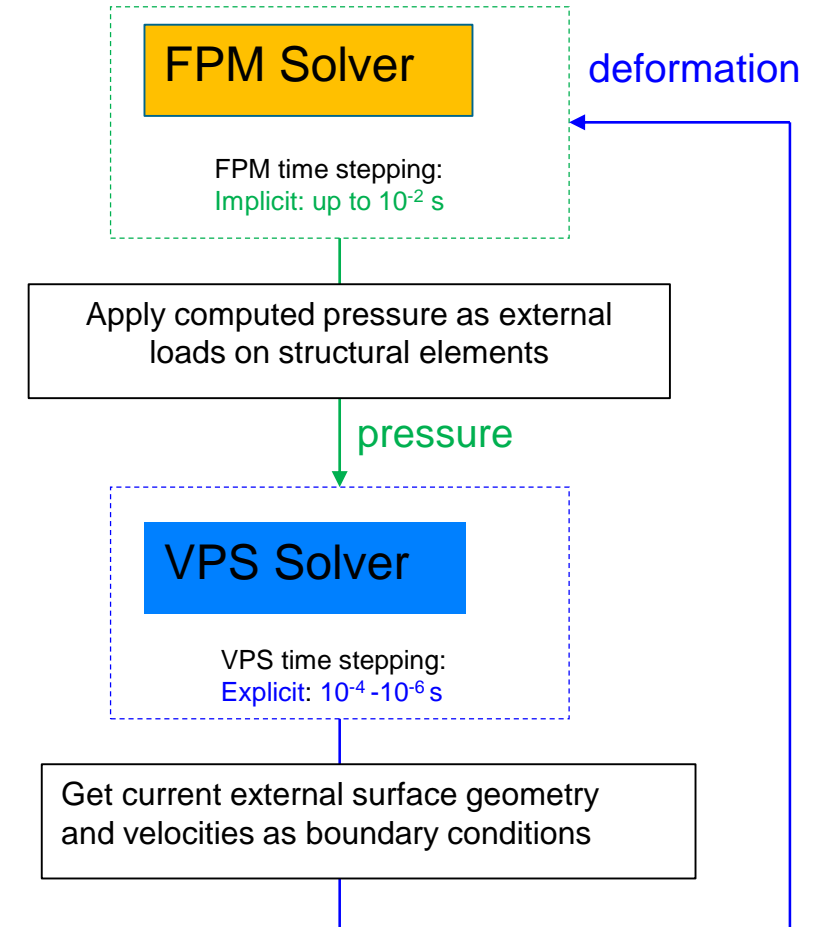 FPM Solver
deformation
FPM time stepping:
Implicit: up to 10⁻² s
Apply computed pressure as external
loads on structural elements
pressure
VPS Solver
VPS time stepping:
Explicit: 10⁻⁴ -10⁻⁶ s
Get current external surface geometry
and velocities as boundary conditions